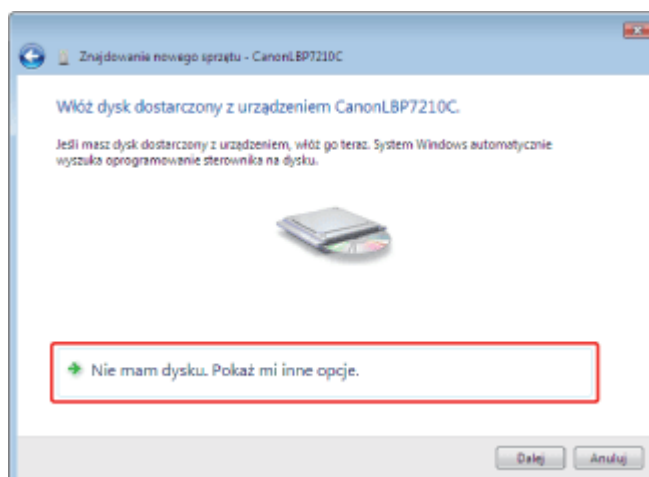 Znajdowanie nowego sprzętu - CanonLBP7210C
Włóż dysk dostarczony z urządzeniem CanonLBP7210C.
Jeśli masz dysk dostarczony z urządzeniem, włóż go teraz. System Windows automatycznie
wyszuka oprogramowanie sterownika na dysku.
Nie mam dysku. Pokaż mi inne opcje.
Dalej
Anuluj